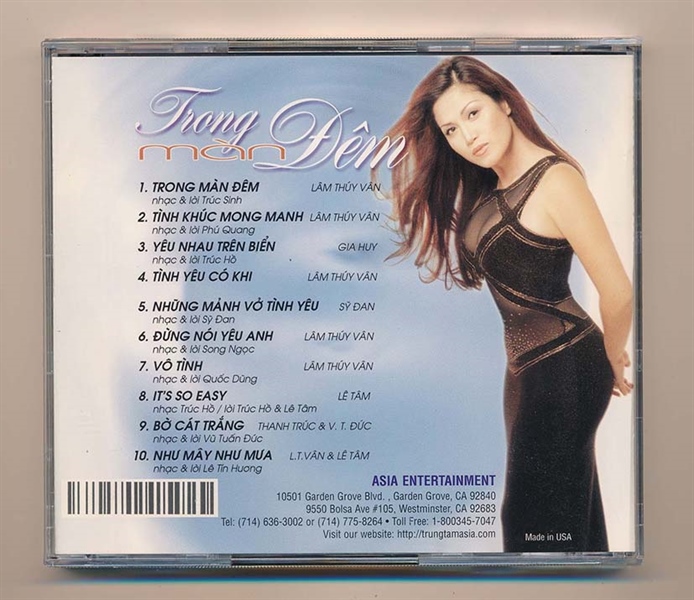 Trong
màn Đêm
1. TRONG MÀN ĐÊM LÂM THÚY VÂN
nhạc & lời Trúc Sinh
2. TÌNH KHÚC MONG MANH LÂM THÚY VÂN
nhạc & lời Phú Quang
3. YÊU NHAU TRÊN BIỂN GIA HUY
nhạc & lời Trúc Hồ
4. TÌNH YÊU CÓ KHI LÂM THÚY VÂN
5. NHỮNG MẢNH VỞ TÌNH YÊU SỸ ĐAN
nhạc & lời Sỹ Đan
6. ĐỪNG NÓI YÊU ANH LÂM THÚY VÂN
nhạc & lời Song Ngọc
7. VÔ TÌNH LÂM THÚY VÂN
nhạc & lời Quốc Dũng
8. IT'S SO EASY LÊ TÂM
nhạc Trúc Hồ / lời Trúc Hồ & Lê Tâm
9. BỜ CÁT TRẮNG THANH TRÚC & V. T. ĐỨC
nhạc & lời Vũ Tuấn Đức
10. NHƯ MÂY NHƯ MƯA L.T.VÂN & LÊ TÂM
nhạc & lời Lê Tín Hương
ASIA ENTERTAINMENT
10501 Garden Grove Blvd. , Garden Grove, CA 92840
9550 Bolsa Ave #105, Westminster, CA 92683
Tel: (714) 636-3002 or (714) 775-8264 • Toll Free: 1-800345-7047
Visit our website: http://trungtamasia.com
Made in USA